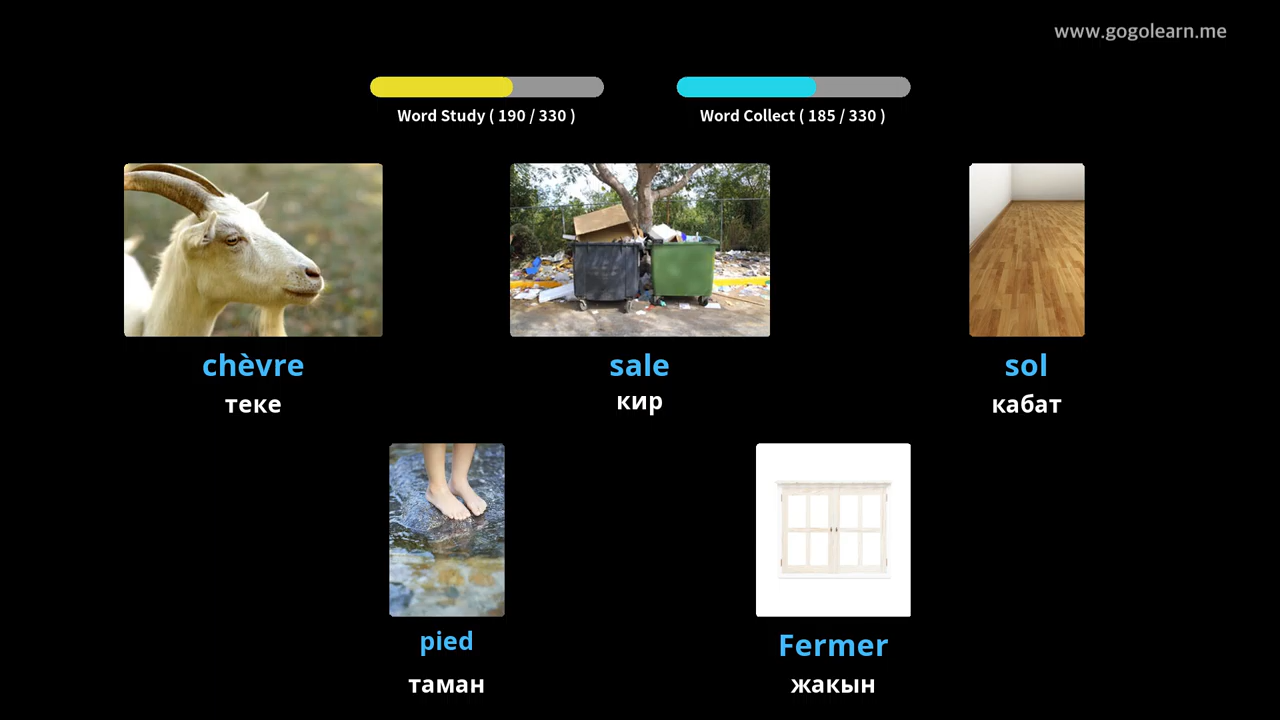 www.gogolearn.me
Word Study ( 190 / 330 )
Word Collect ( 185 / 330 )
chèvre
теке
sale
кир
sol
кабат
pied
таман
Fermer
жакын